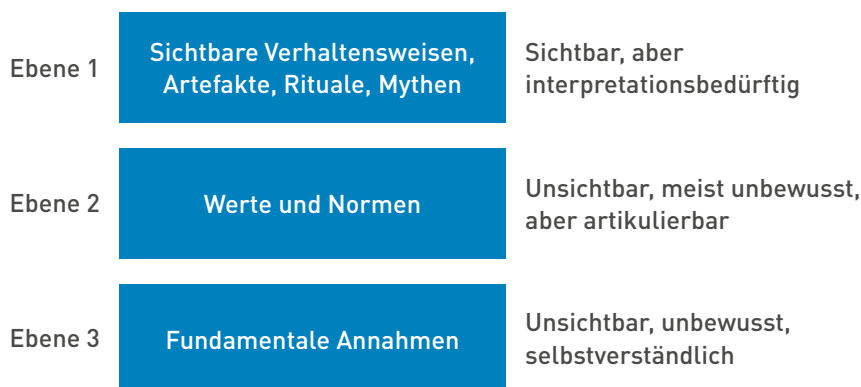 Ebene 1
Sichtbare Verhaltensweisen,
Artefakte, Rituale, Mythen
Sichtbar, aber
interpretationsbedürftig
Ebene 2
Werte und Normen
Unsichtbar, meist unbewusst,
aber artikulierbar
Ebene 3
Fundamentale Annahmen
Unsichtbar, unbewusst,
selbstverständlich